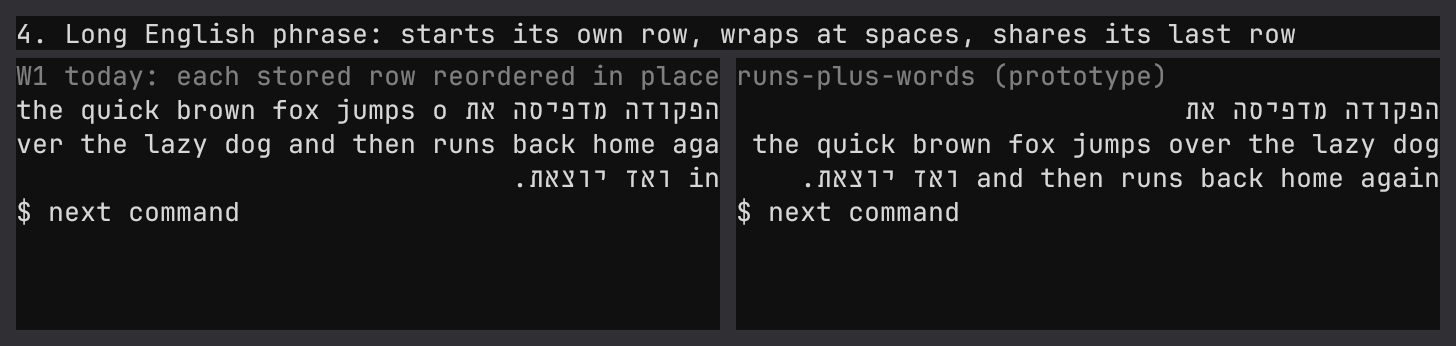 4. Long English phrase: starts its own row, wraps at spaces, shares its last row
W1 today: each stored row reordered in place
הפקודה מדפיסה את the quick brown fox jumps o
ver the lazy dog and then runs back home aga
in ואז יוצאת.
$ next command
runs-plus-words (prototype)
הפקודה מדפיסה את
the quick brown fox jumps over the lazy dog
and then runs back home again ואז יוצאת.
$ next command